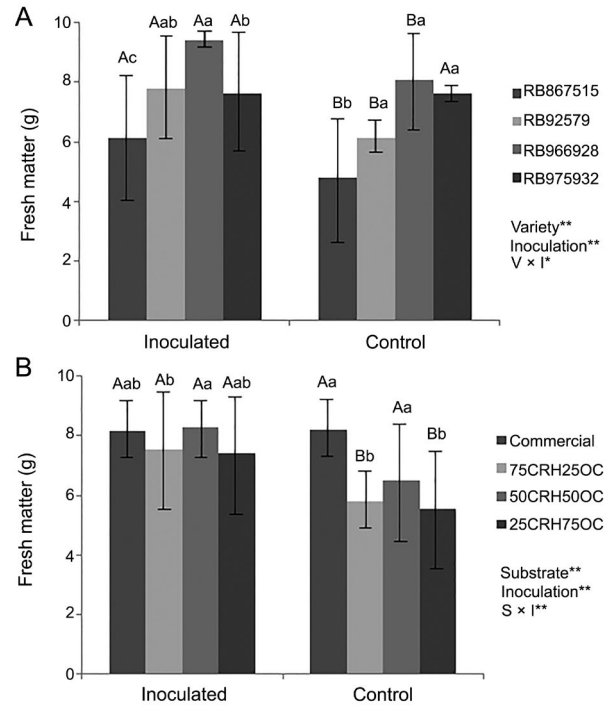 A
10
8
6
4
2
0
Fresh matter (g)
Ac
Aab
Aa
Ab
Bb
Ba
Ba
Aa
Inoculated
Control
RB867515
RB92579
RB966928
RB975932
Variety**
Inoculation**
V × I*
B
10
8
6
4
2
0
Fresh matter (g)
Aab
Ab
Aa
Aab
Aa
Bb
Aa
Bb
Inoculated
Control
Commercial
75CRH25OC
50CRH50OC
25CRH75OC
Substrate**
Inoculation**
S × I**